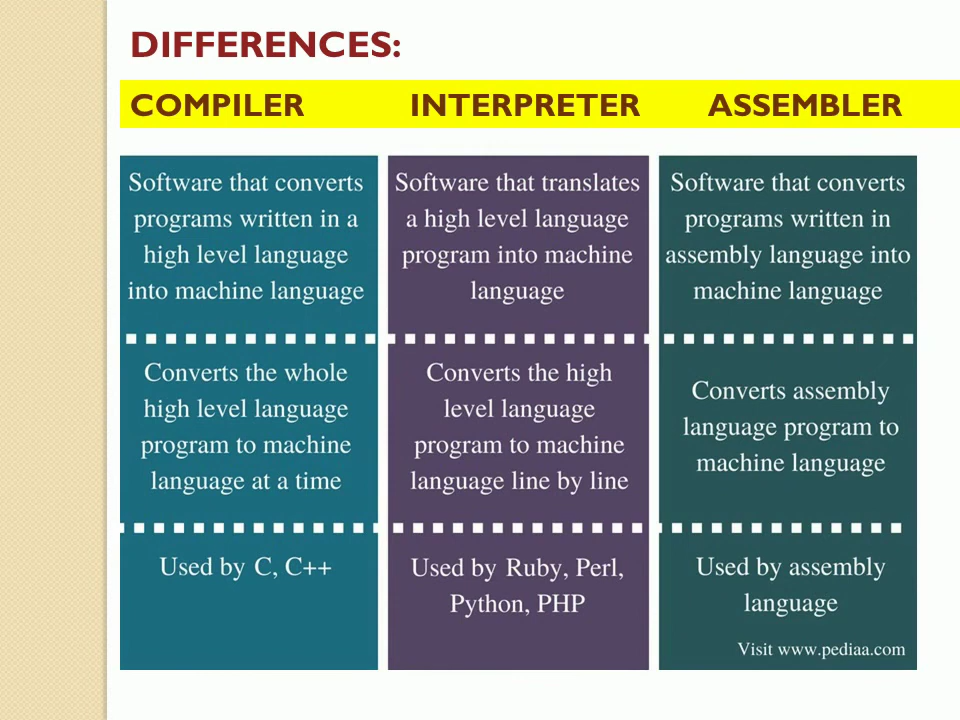 DIFFERENCES:
COMPILER INTERPRETER ASSEMBLER
Software that converts
programs written in a
high level language
into machine language
Converts the whole
high level language
program to machine
language at a time
Used by C, C++
Software that translates
a high level language
program into machine
language
Converts the high
level language
program to machine
language line by line
Used by Ruby, Perl,
Python, PHP
Software that converts
programs written in
assembly language into
machine language
Converts assembly
language program to
machine language
Used by assembly
language
Visit www.pediaa.com